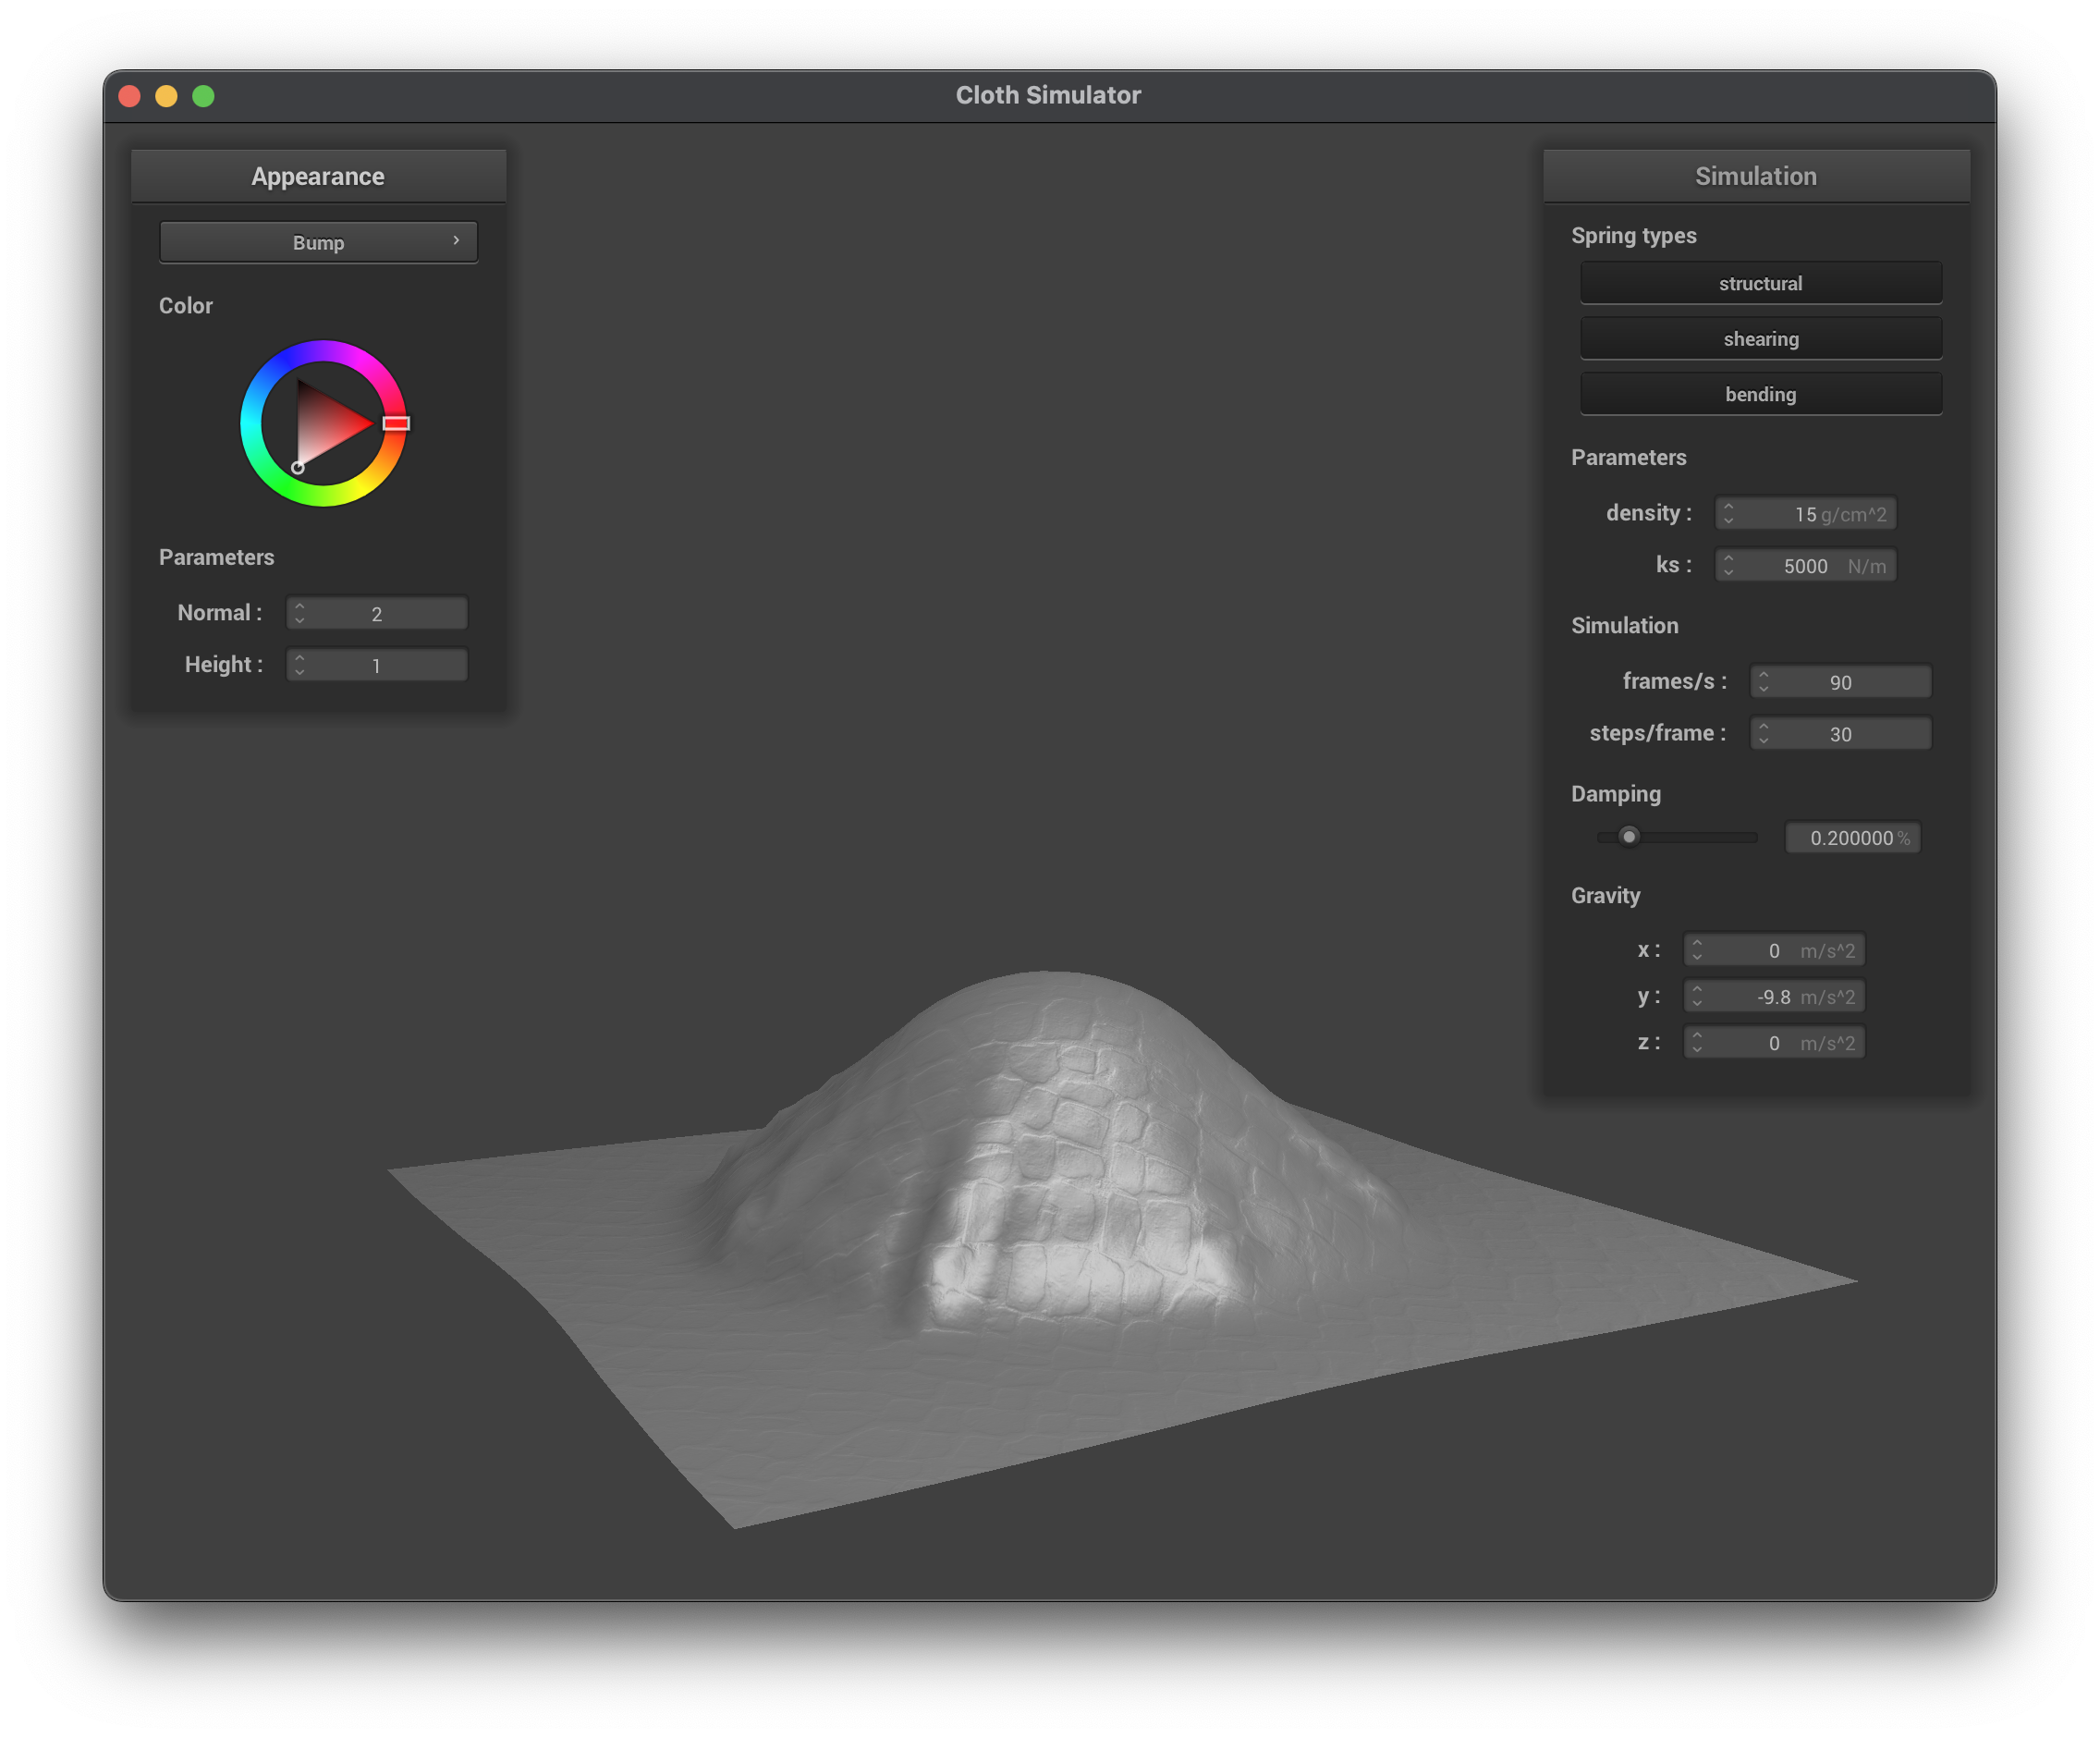 Cloth Simulator
Appearance
Bump
Color
Parameters
Normal : 2
Height : 1
Simulation
Spring types
structural
shearing
bending
Parameters
density : 15 g/cm^2
ks : 5000 N/m
Simulation
frames/s : 90
steps/frame : 30
Damping
0.200000 %
Gravity
x : 0 m/s^2
y : -9.8 m/s^2
z : 0 m/s^2